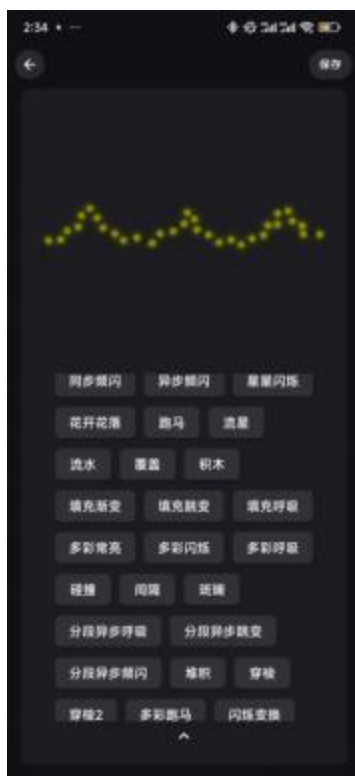 2:34
保存
同步频闪 异步频闪 星星闪烁
花开花落 跑马 流星
流水 覆盖 积木
填充渐变 填充跳变 填充呼吸
多彩常亮 多彩闪烁 多彩呼吸
碰撞 间隔 斑斓
分段异步呼吸 分段异步跳变
分段异步频闪 堆积 穿梭
穿梭2 多彩跑马 闪烁变换